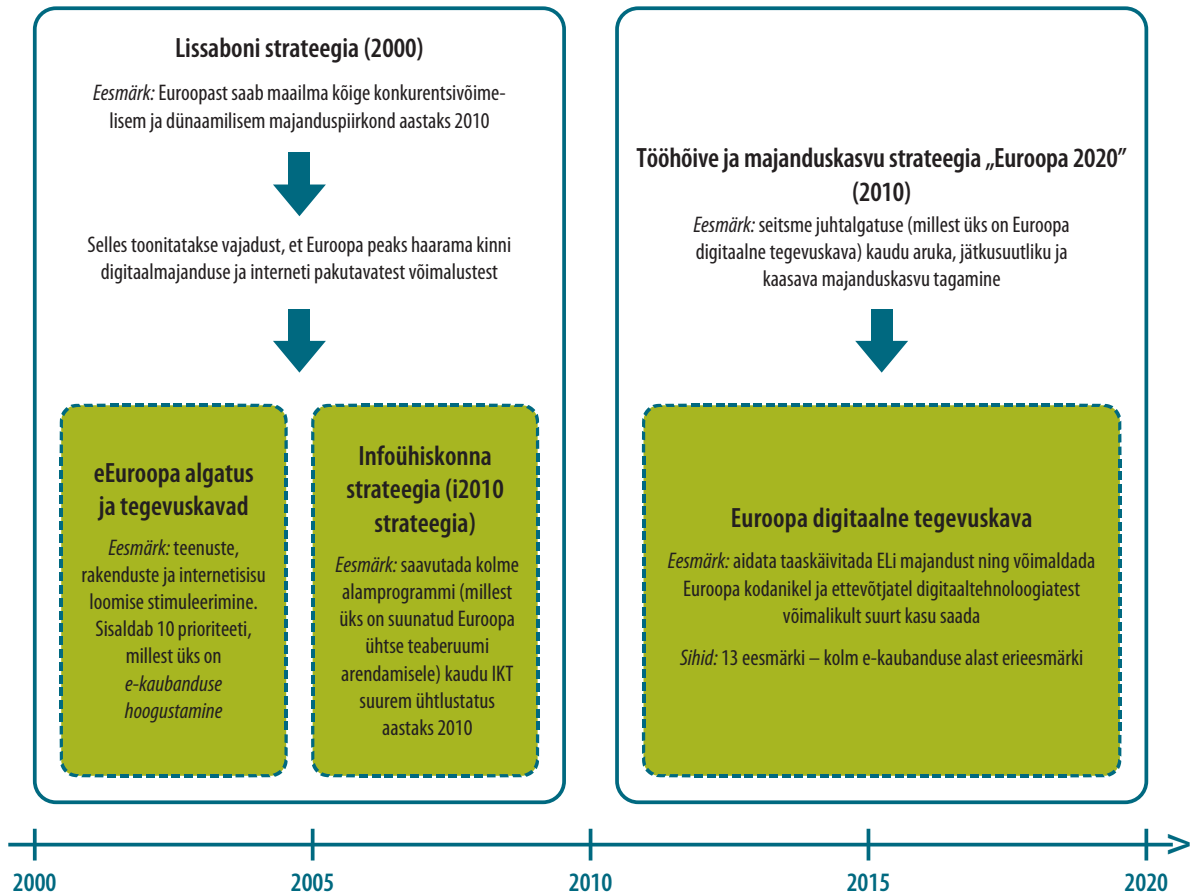 Lissaboni strateegia (2000)
Eesmärk: Euroopast saab maailma kõige konkurentsivõime-
lisem ja dünaamilisem majanduspiirkond aastaks 2010
Selles toonitatakse vajadust, et Euroopa peaks haarama kinni
digitaalmajanduse ja interneti pakutavatest võimalustest
eEuroopa algatus
ja tegevuskavad
Eesmärk: teenuste,
rakenduste ja internetisisu
loomise stimuleerimine.
Sisaldab 10 prioriteeti,
millest üks on
e-kaubanduse
hoogustamine
Infoühiskonna
strateegia (i2010
strateegia)
Eesmärk: saavutada kolme
alamprogrammi (millest
üks on suunatud Euroopa
ühtse teaberuumi
arendamisele) kaudu IKT
suurem ühtlustatus
aastaks 2010
Tööhõive ja majanduskasvu strateegia „Euroopa 2020”
(2010)
Eesmärk: seitsme juhtalgatuse (millest üks on Euroopa
digitaalne tegevuskava) kaudu aruka, jätkusuutliku ja
kaasava majanduskasvu tagamine
Euroopa digitaalne tegevuskava
Eesmärk: aidata taaskäivitada ELi majandust ning võimaldada
Euroopa kodanikel ja ettevõtjatel digitaaltehnoloogiatest
võimalikult suurt kasu saada
Sihid: 13 eesmärki – kolm e-kaubanduse alast erieesmärki
2000
2005
2010
2015
2020